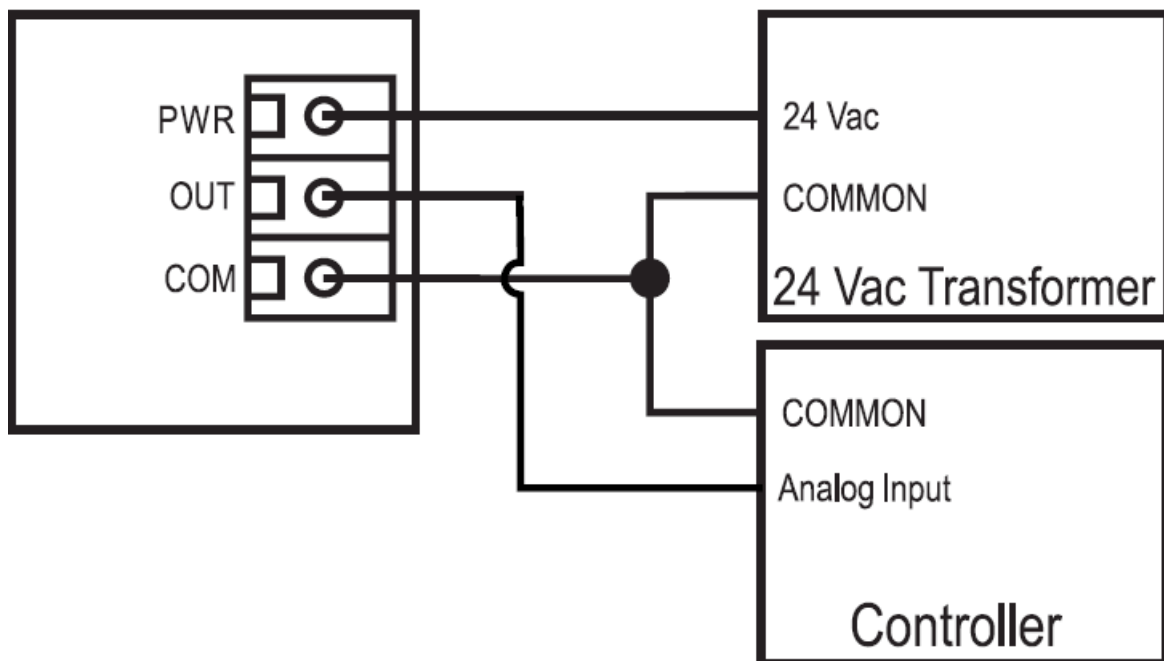 PWR
OUT
COM
24 Vac
COMMON
24 Vac Transformer
COMMON
Analog Input
Controller